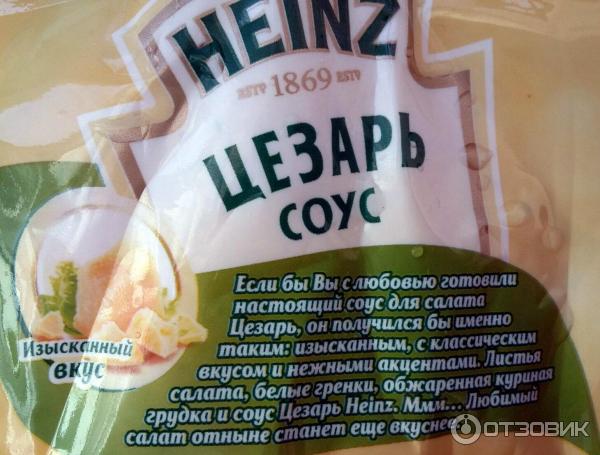 HEINZ
ESTD 1869 ESTD
ЦЕЗАРЬ
СОУС
Если бы Вы с любовью готовили
настоящий соус для салата
Цезарь, он получился бы именно
таким: изысканным, с классическим
вкусом и нежными акцентами. Листья
салата, белые гренки, обжаренная куриная
грудка и соус Цезарь Heinz. Ммм... Любимый
салат отныне станет еще вкуснее
Изысканный
вкус
ОТЗОВИК